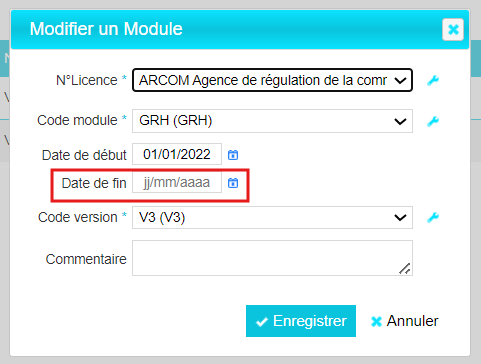 Modifier un Module
N°Licence * ARCOM Agence de régulation de la comm
Code module * GRH (GRH)
Date de début 01/01/2022
Date de fin jj/mm/aaaa
Code version * V3 (V3)
Commentaire
Enregistrer Annuler